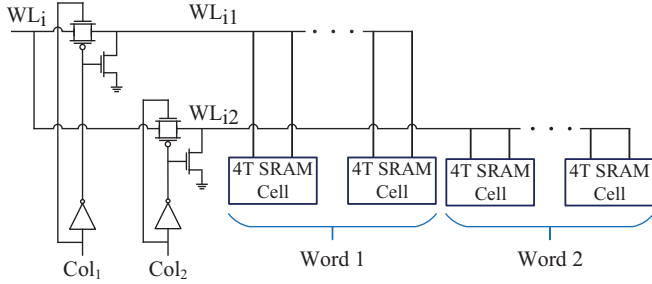 WLi
WLi1
WLi2
4T SRAM
Cell
4T SRAM
Cell
4T SRAM
Cell
4T SRAM
Cell
Word 1
Word 2
Col1
Col2